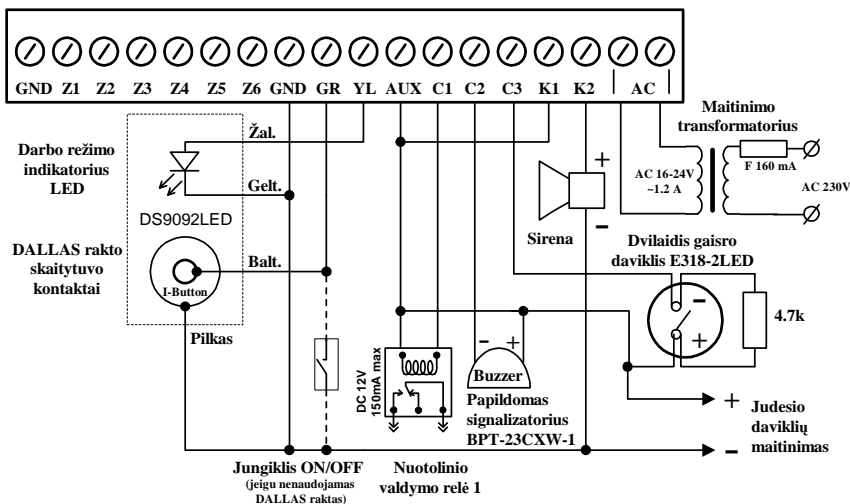 GND Z1 Z2 Z3 Z4 Z5 Z6 GND GR YL AUX C1 C2 C3 K1 K2 AC
Žal.
Darbo režimo
indikatorius
LED
Gelt.
DS9092LED
DALLAS rakto
skaitytuvo
kontaktai
I-Button
Balt.
Pilkas
Maitinimo
transformatorius
AC 16-24V
~1.2 A
F 160 mA
AC 230V
+
Sirena
-
Dvilaidis gaisro
daviklis E318-2LED
-
+
4.7k
DC 12V
150mA max
- +
Buzzer
Papildomas
signalizatorius
BPT-23CXW-1
+
-
Judesio
daviklių
maitinimas
Jungiklis ON/OFF
(jeigu nenaudojamas
DALLAS raktas)
Nuotolinio
valdymo relė 1